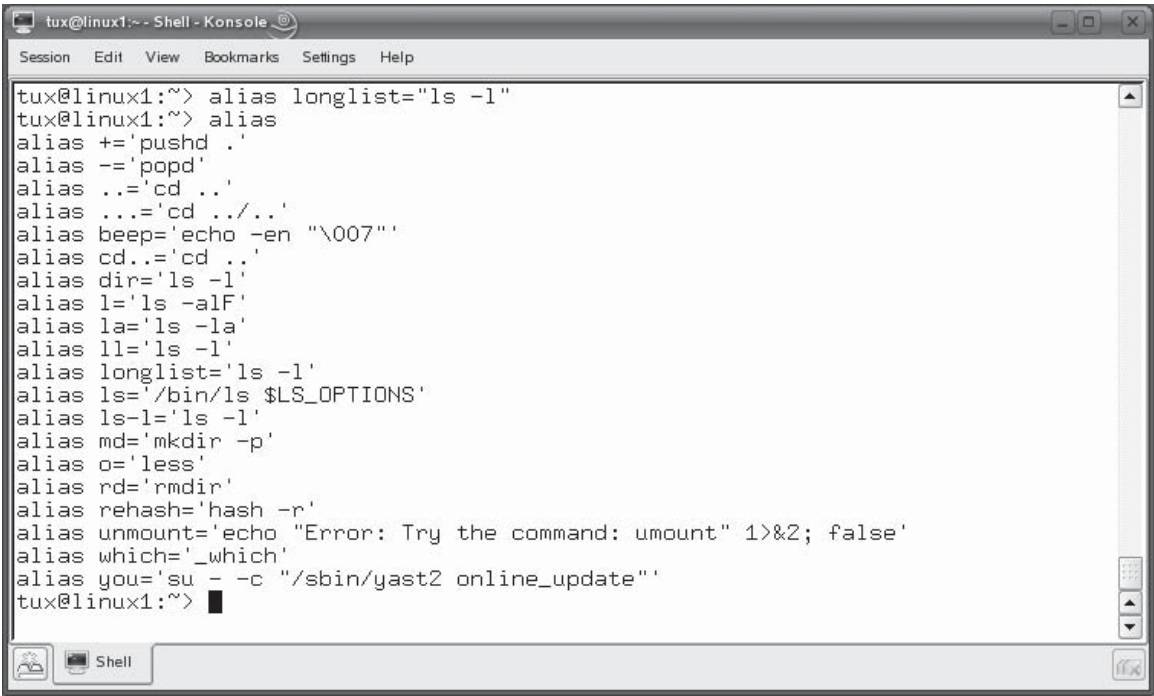 tux@linux1:~ - Shell - Konsole
Session Edit View Bookmarks Settings Help
tux@linux1:~> alias longlist="ls -l"
tux@linux1:~> alias
alias +='pushd .'
alias -='popd'
alias ..='cd ..'
alias ...='cd ../..'
alias beep='echo -en "\007"'
alias cd..='cd ..'
alias dir='ls -l'
alias l='ls -alF'
alias la='ls -la'
alias ll='ls -l'
alias longlist='ls -l'
alias ls='/bin/ls $LS_OPTIONS'
alias ls-l='ls -l'
alias md='mkdir -p'
alias o='less'
alias rd='rmdir'
alias rehash='hash -r'
alias unmount='echo "Error: Try the command: umount" 1>&2; false'
alias which='_which'
alias you='su - -c "/sbin/yast2 online_update"'
tux@linux1:~>
Shell